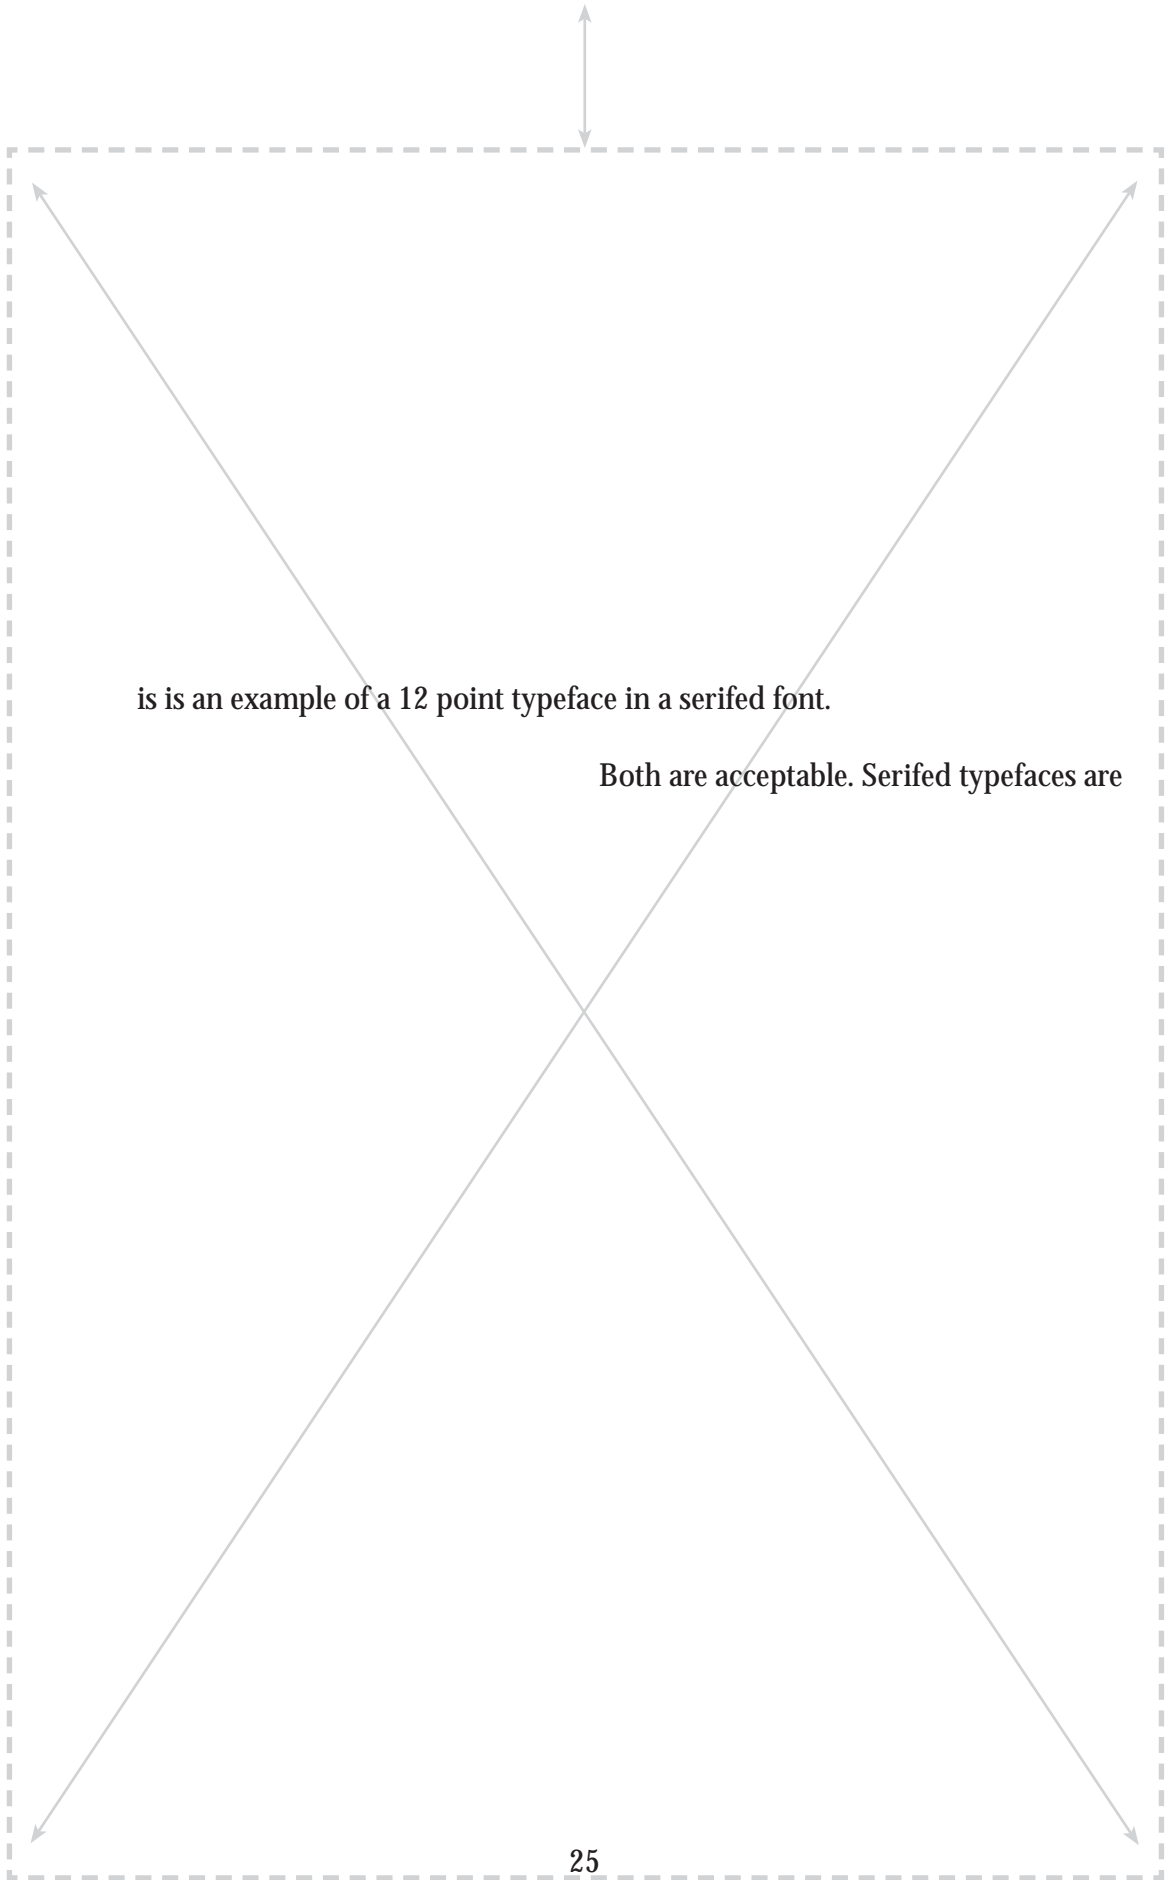 is is an example of a 12 point typeface in a serifed font.
Both are acceptable. Serifed typefaces are
25